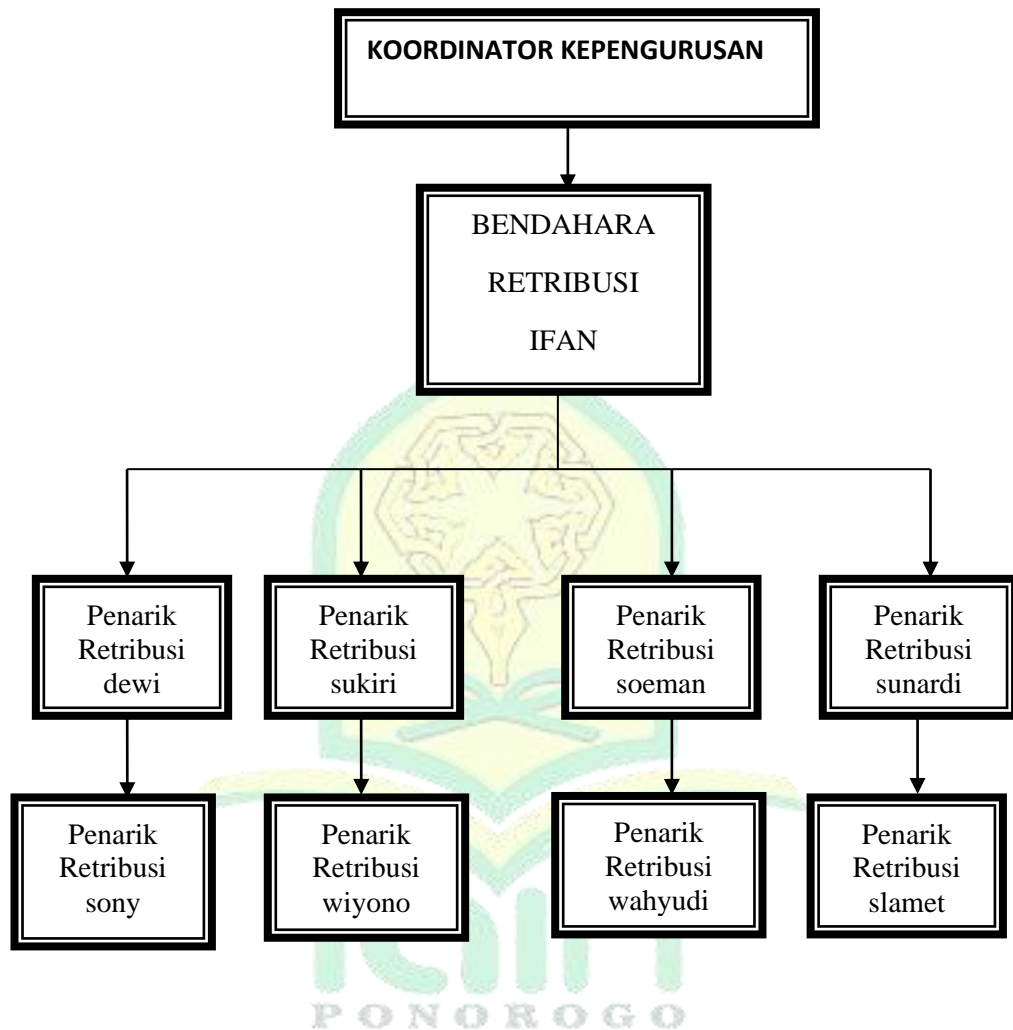 KOORDINATOR KEPENGURUSAN
BENDAHARA
RETRIBUSI
IFAN
Penarik
Retribusi
dewi
Penarik
Retribusi
sukiri
Penarik
Retribusi
soeman
Penarik
Retribusi
sunardi
Penarik
Retribusi
sony
Penarik
Retribusi
wiyono
Penarik
Retribusi
wahyudi
Penarik
Retribusi
slamet
IAIN
PONOROGO